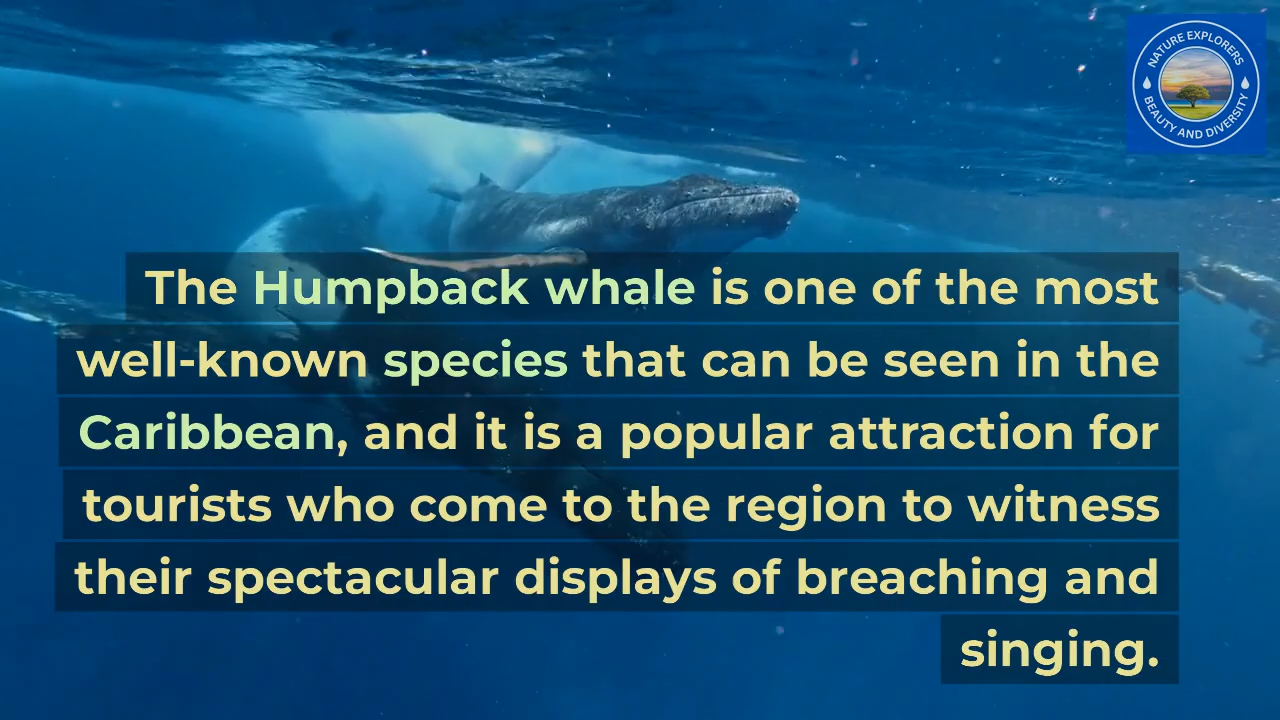 NATURE EXPLORERS
BEAUTY AND DIVERSITY
The Humpback whale is one of the most
well-known species that can be seen in the
Caribbean, and it is a popular attraction for
tourists who come to the region to witness
their spectacular displays of breaching and
singing.